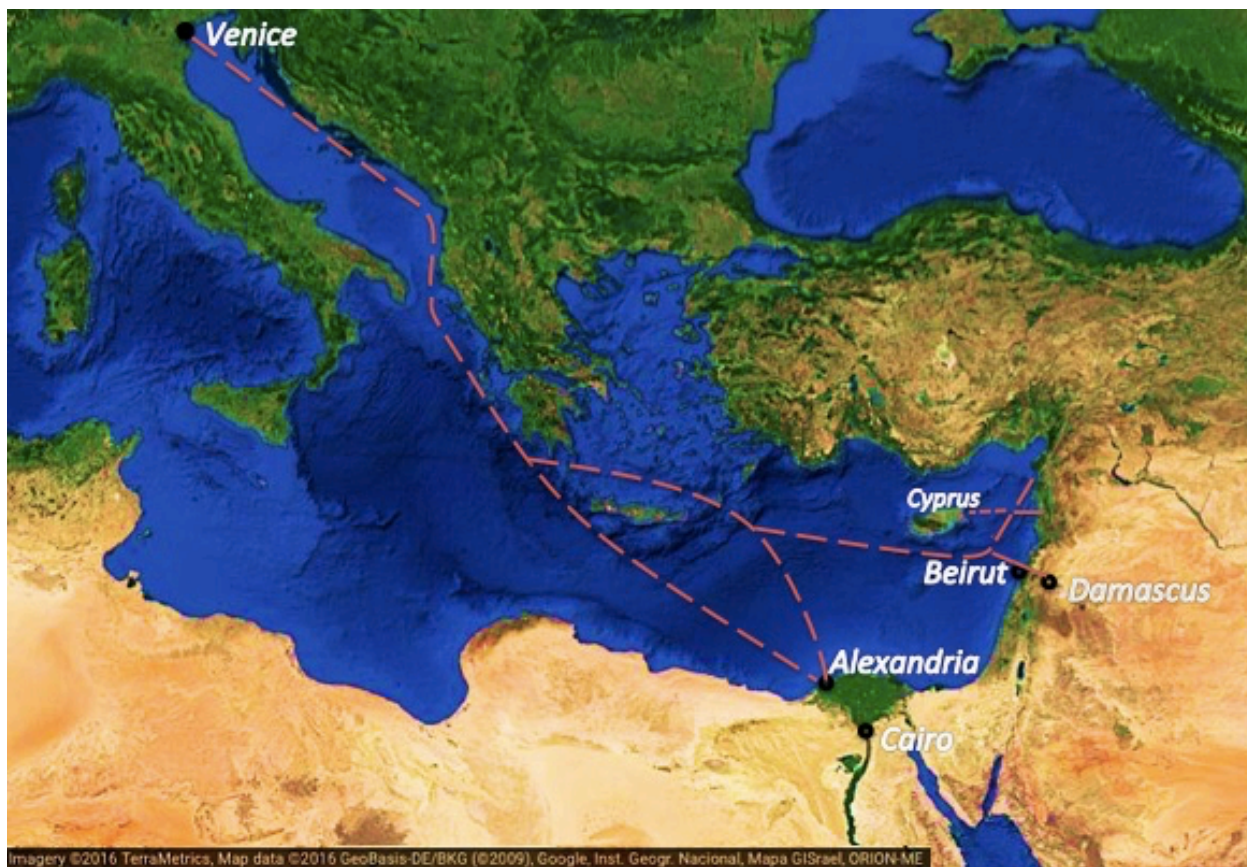 Venice
Cyprus
Beirut
Damascus
Alexandria
Cairo
Imagery ©2016 TerraMetrics, Map data ©2016 GeoBasis-DE/BKG (©2009), Google, Inst. Geogr. Nacional, Mapa GISrael, ORION-ME